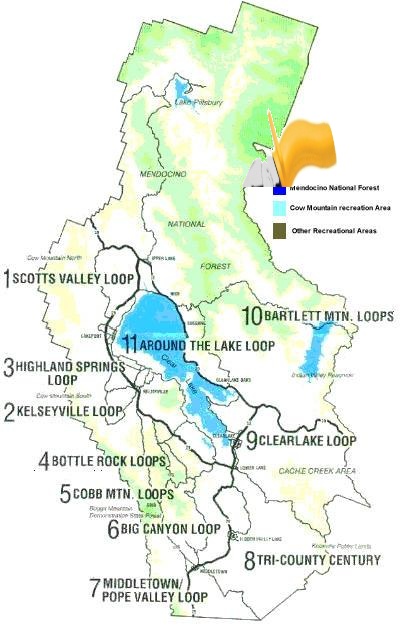 Lake Pillsbury
MENDOCINO
Mendocino National Forest
Cow Mountain recreation Area
NATIONAL
Other Recreational Areas
Cow Mountain North
UPPER LAKE
FOREST
1 SCOTTS VALLEY LOOP
NICE
LUCERNE
10 BARTLETT MTN. LOOPS
LAKEPORT
11 AROUND THE LAKE LOOP
Clear
Lake
3 HIGHLAND SPRINGS
LOOP
Indian Valley Reservoir
CLEARLAKE OAKS
KELSEYVILLE
Cow Mountain South
2 KELSEYVILLE LOOP
CLEARLAKE
9 CLEARLAKE LOOP
4 BOTTLE ROCK LOOPS
LOWER LAKE
CACHE CREEK AREA
5 COBB MTN. LOOPS
COBB
Boggs Mountain
Demonstration State Forest
6 BIG CANYON LOOP
HIDDEN VALLEY LAKE
Knoxville Public Lands
8 TRI-COUNTY CENTURY
MIDDLETOWN
7 MIDDLETOWN/
POPE VALLEY LOOP